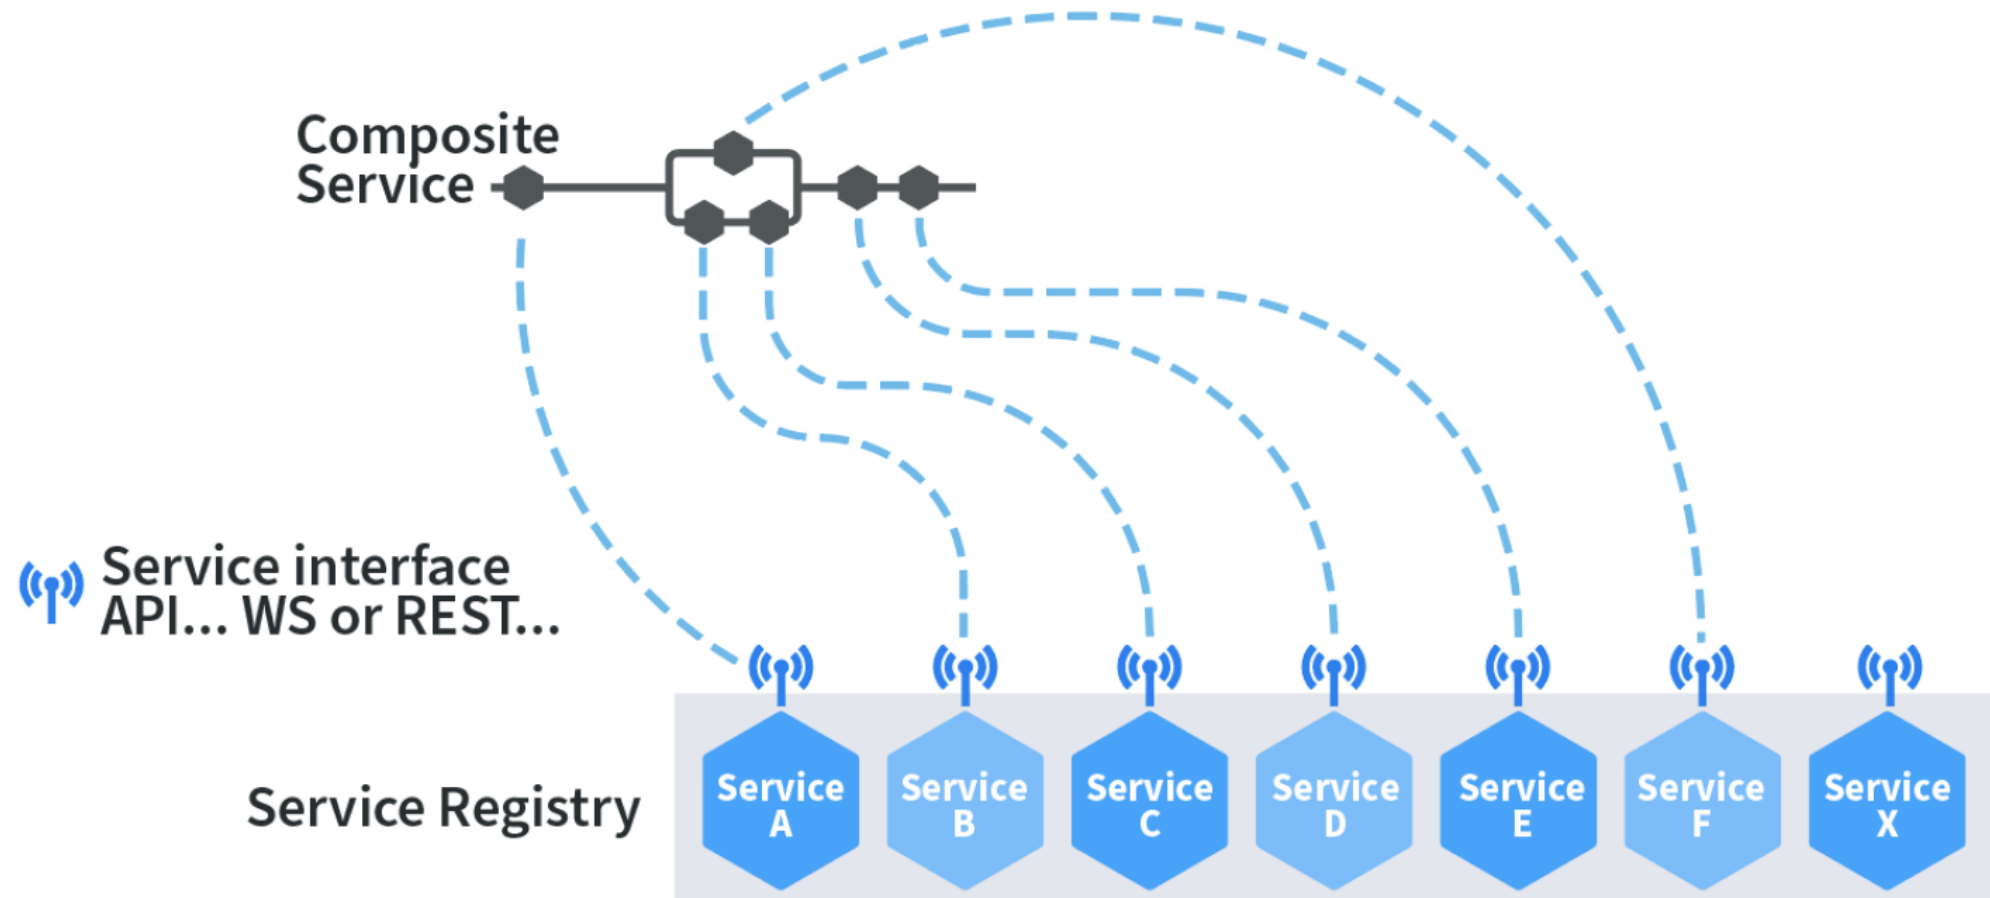 Composite
Service
Service interface
API... WS or REST...
Service Registry
Service
A
Service
B
Service
C
Service
D
Service
E
Service
F
Service
X